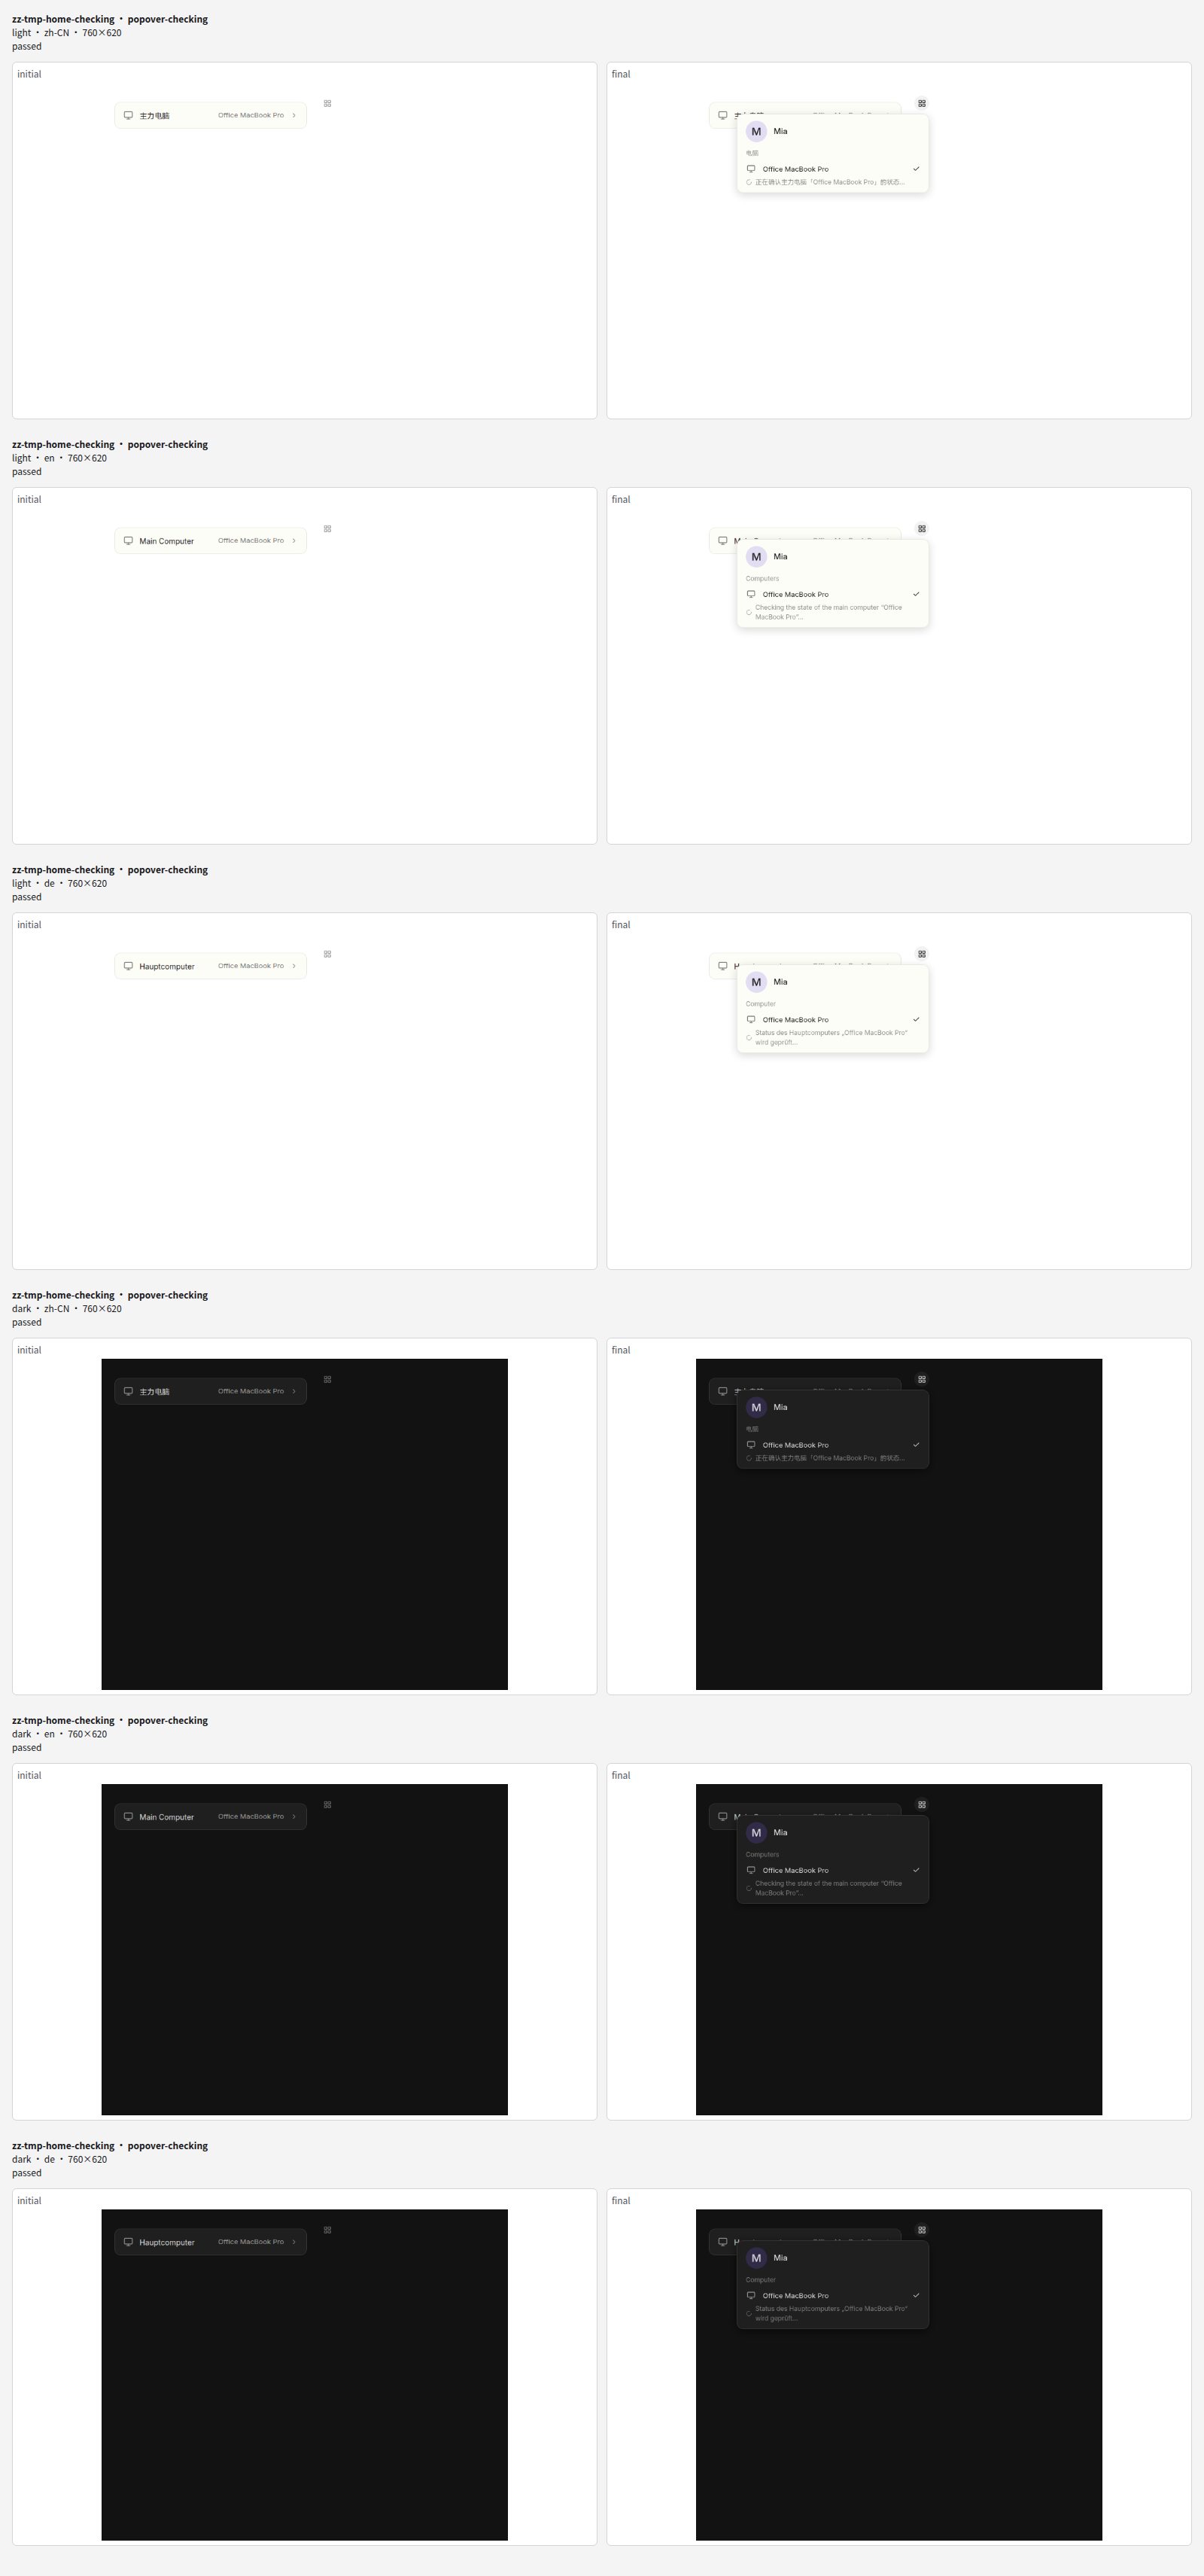 zz-tmp-home-checking • popover-checking
light • zh-CN • 760×620
passed
initial
主力电脑 Office MacBook Pro
final
M Mia
电脑
Office MacBook Pro
正在确认主力电脑「Office MacBook Pro」的状态...
zz-tmp-home-checking • popover-checking
light • en • 760×620
passed
initial
Main Computer Office MacBook Pro
final
M Mia
Computers
Office MacBook Pro
Checking the state of the main computer "Office
MacBook Pro"...
zz-tmp-home-checking • popover-checking
light • de • 760×620
passed
initial
Hauptcomputer Office MacBook Pro
final
M Mia
Computer
Office MacBook Pro
Status des Hauptcomputers „Office MacBook Pro“
wird geprüft...
zz-tmp-home-checking • popover-checking
dark • zh-CN • 760×620
passed
initial
主力电脑 Office MacBook Pro
final
M Mia
电脑
Office MacBook Pro
正在确认主力电脑「Office MacBook Pro」的状态...
zz-tmp-home-checking • popover-checking
dark • en • 760×620
passed
initial
Main Computer Office MacBook Pro
final
M Mia
Computers
Office MacBook Pro
Checking the state of the main computer "Office
MacBook Pro"...
zz-tmp-home-checking • popover-checking
dark • de • 760×620
passed
initial
Hauptcomputer Office MacBook Pro
final
M Mia
Computer
Office MacBook Pro
Status des Hauptcomputers „Office MacBook Pro“
wird geprüft...